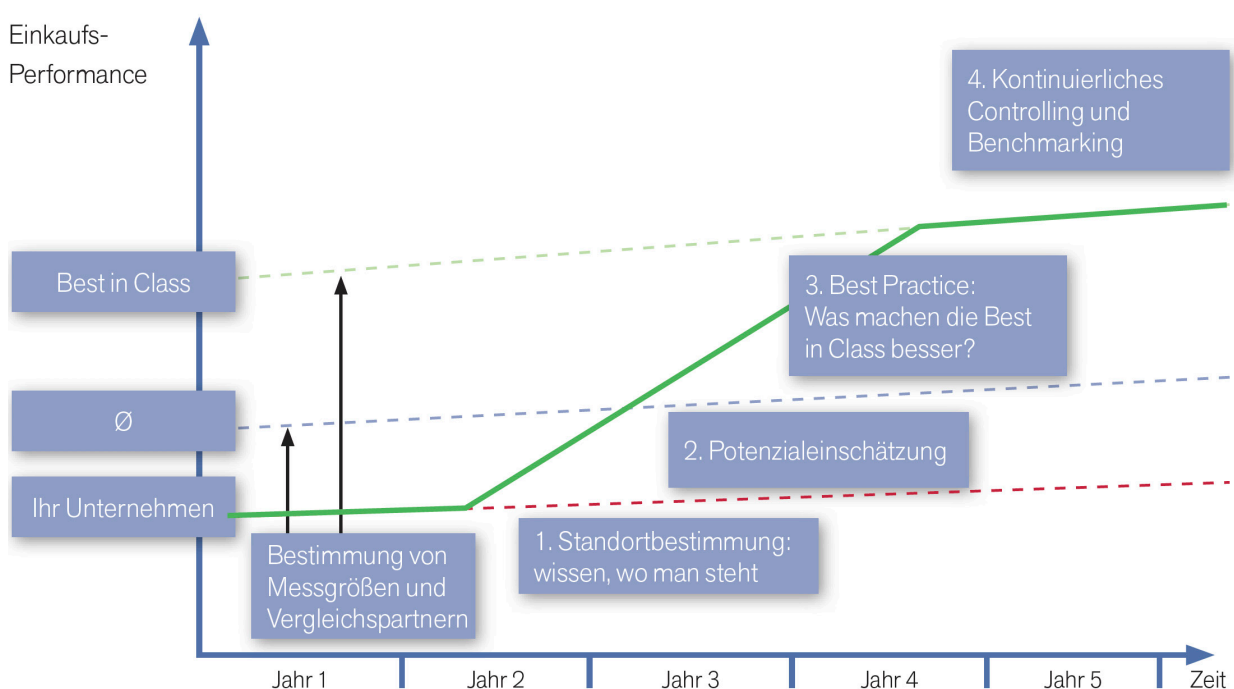 Einkaufs-
Performance
4. Kontinuierliches
Controlling und
Benchmarking
Best in Class
3. Best Practice:
Was machen die Best
in Class besser?
Ø
2. Potenzialeinschätzung
Ihr Unternehmen
1. Standortbestimmung:
wissen, wo man steht
Bestimmung von
Messgrößen und
Vergleichspartnern
Jahr 1
Jahr 2
Jahr 3
Jahr 4
Jahr 5
Zeit